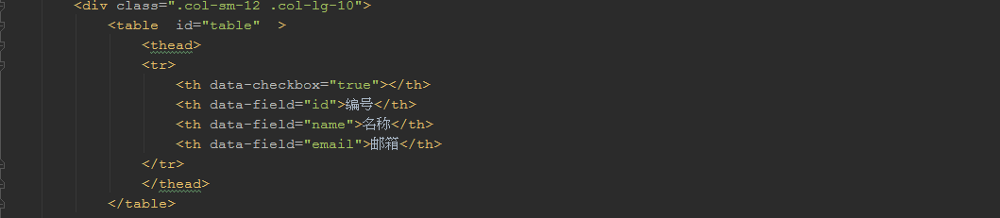 <div class=".col-sm-12 .col-lg-10">
<table  id="table"  >
<thead>
<tr>
<th data-checkbox="true"></th>
<th data-field="id">编号</th>
<th data-field="name">名称</th>
<th data-field="email">邮箱</th>
</tr>
</thead>
</table>